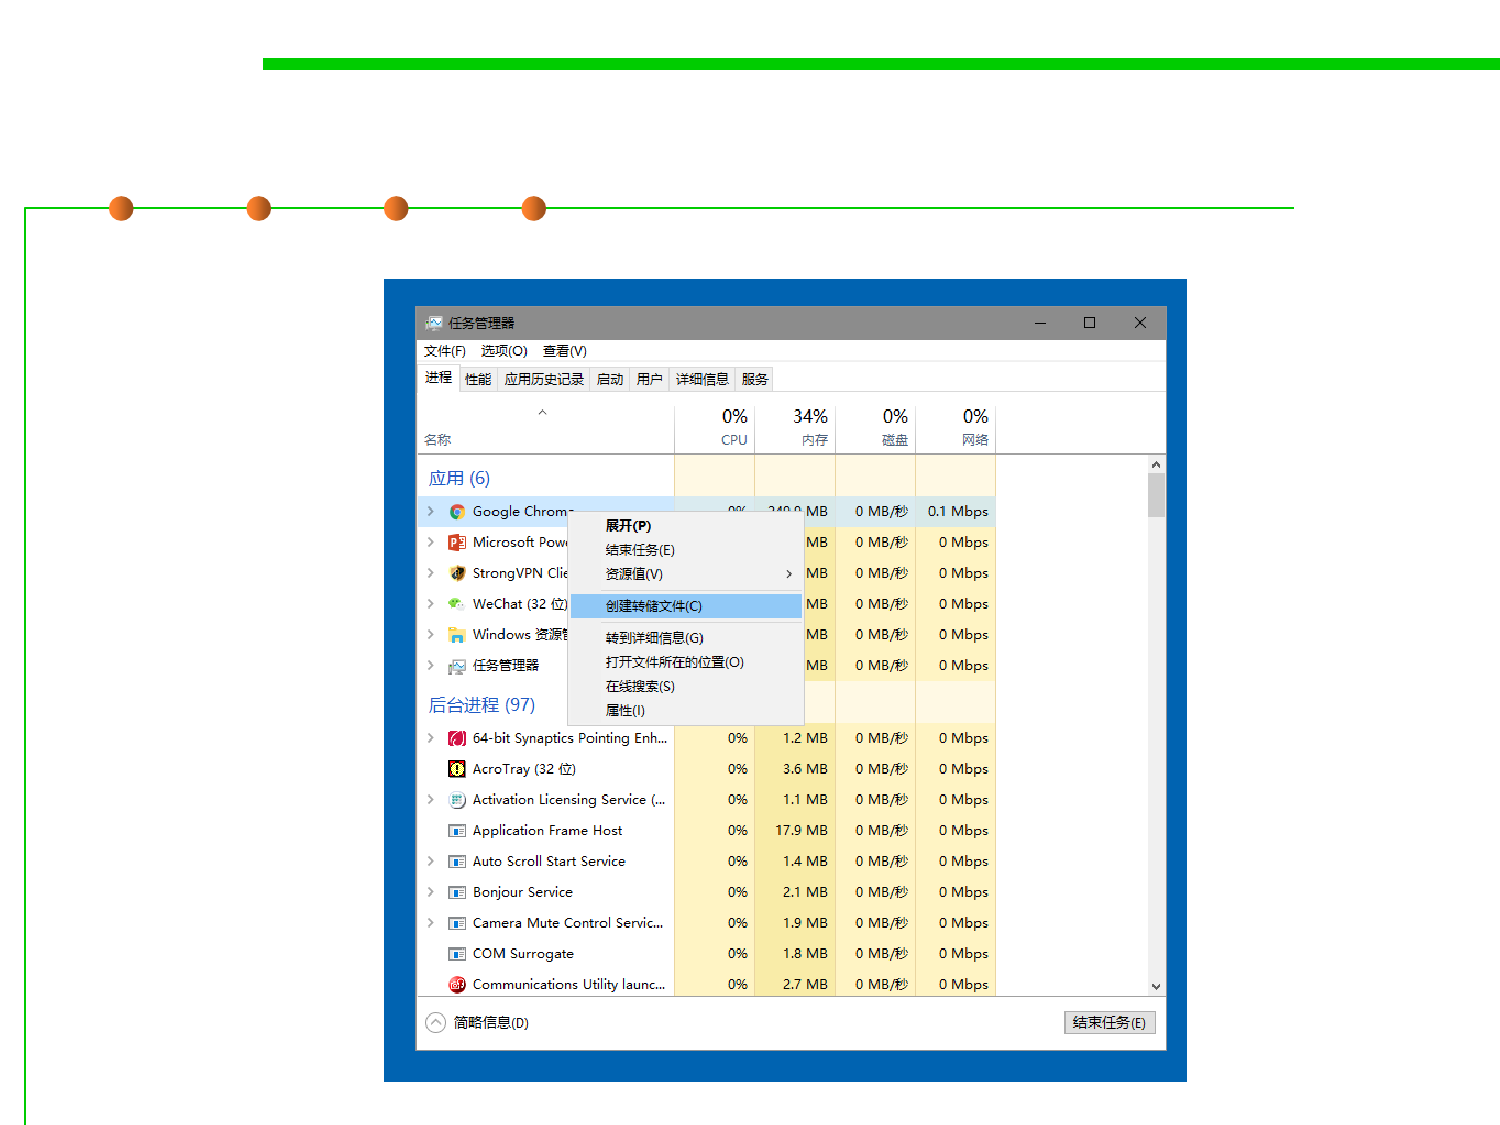 任务管理器
文件(F) 选项(O) 查看(V)
进程 性能 应用历史记录 启动 用户 详细信息 服务
0% 34% 0% 0%
名称 CPU 内存 磁盘 网络
应用 (6)
Google Chrome 0% MB 0 MB/秒 0.1 Mbps
展开(P)
Microsoft Pow MB 0 MB/秒 0 Mbps
结束任务(E)
StrongVPN Clie MB 0 MB/秒 0 Mbps
资源值(V)
WeChat (32 位) MB 0 MB/秒 0 Mbps
创建转储文件(C)
Windows 资源管 MB 0 MB/秒 0 Mbps
转到详细信息(G)
任务管理器 MB 0 MB/秒 0 Mbps
打开文件所在的位置(O)
在线搜索(S)
属性(I)
后台进程 (97)
64-bit Synaptics Pointing Enh... 0% 1.2 MB 0 MB/秒 0 Mbps
AcroTray (32 位) 0% 3.6 MB 0 MB/秒 0 Mbps
Activation Licensing Service (... 0% 1.1 MB 0 MB/秒 0 Mbps
Application Frame Host 0% 17.9 MB 0 MB/秒 0 Mbps
Auto Scroll Start Service 0% 1.4 MB 0 MB/秒 0 Mbps
Bonjour Service 0% 2.1 MB 0 MB/秒 0 Mbps
Camera Mute Control Servic... 0% 1.9 MB 0 MB/秒 0 Mbps
COM Surrogate 0% 1.8 MB 0 MB/秒 0 Mbps
Communications Utility launc... 0% 2.7 MB 0 MB/秒 0 Mbps
简略信息(D) 结束任务(E)